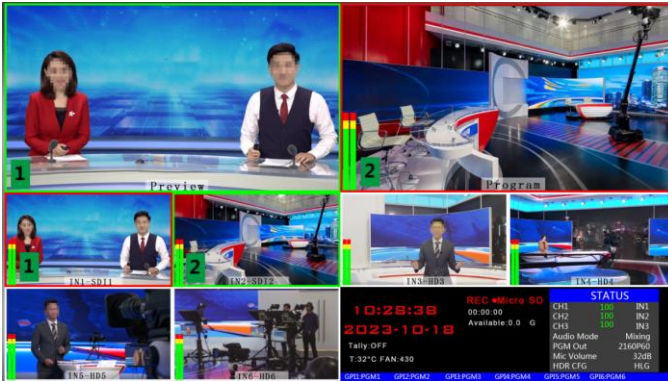 1
Preview
2
Program
1
IN1-SDI1
2
IN2-SDI2
IN3-HD3
IN4-HD4
IN5-HD5
IN6-HD6
10:28:38
2023-10-18
REC Micro SD
00:00:00
Available:0.0 G
Tally:OFF
T:32°C FAN:430
STATUS
CH1 100 IN1
CH2 100 IN2
CH3 100 IN3
Audio Mode Mixing
PGM Out 2160P60
Mic Volume 32dB
HDR CFG HLG
GPI1:PGM1 GPI2:PGM2 GPI3:PGM3 GPI4:PGM4 GPI5:PGM5 GPI6:PGM6